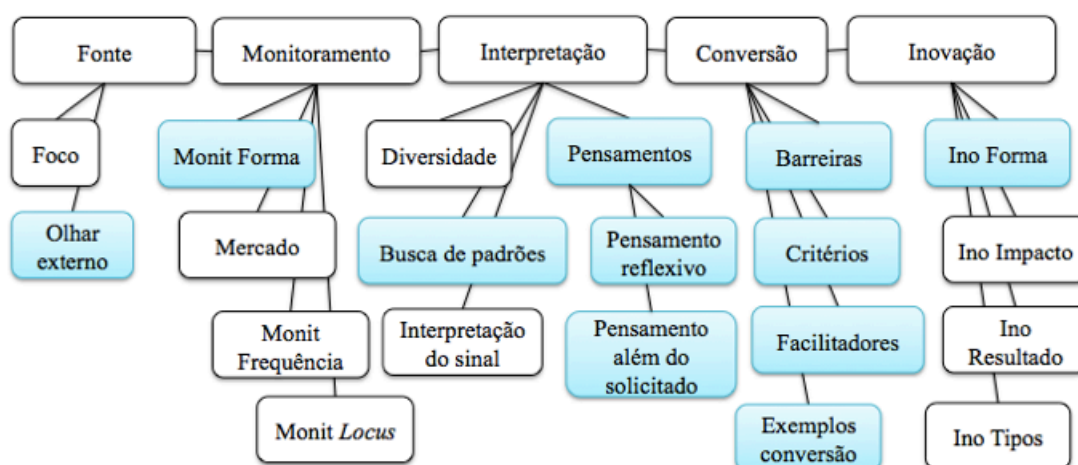 Fonte
Monitoramento
Interpretação
Conversão
Inovação
Foco
Monit Forma
Diversidade
Pensamentos
Barreiras
Ino Forma
Olhar
externo
Mercado
Busca de padrões
Pensamento
reflexivo
Critérios
Ino Impacto
Monit
Frequência
Interpretação
do sinal
Pensamento
além do
solicitado
Facilitadores
Ino
Resultado
Monit Locus
Exemplos
conversão
Ino Tipos